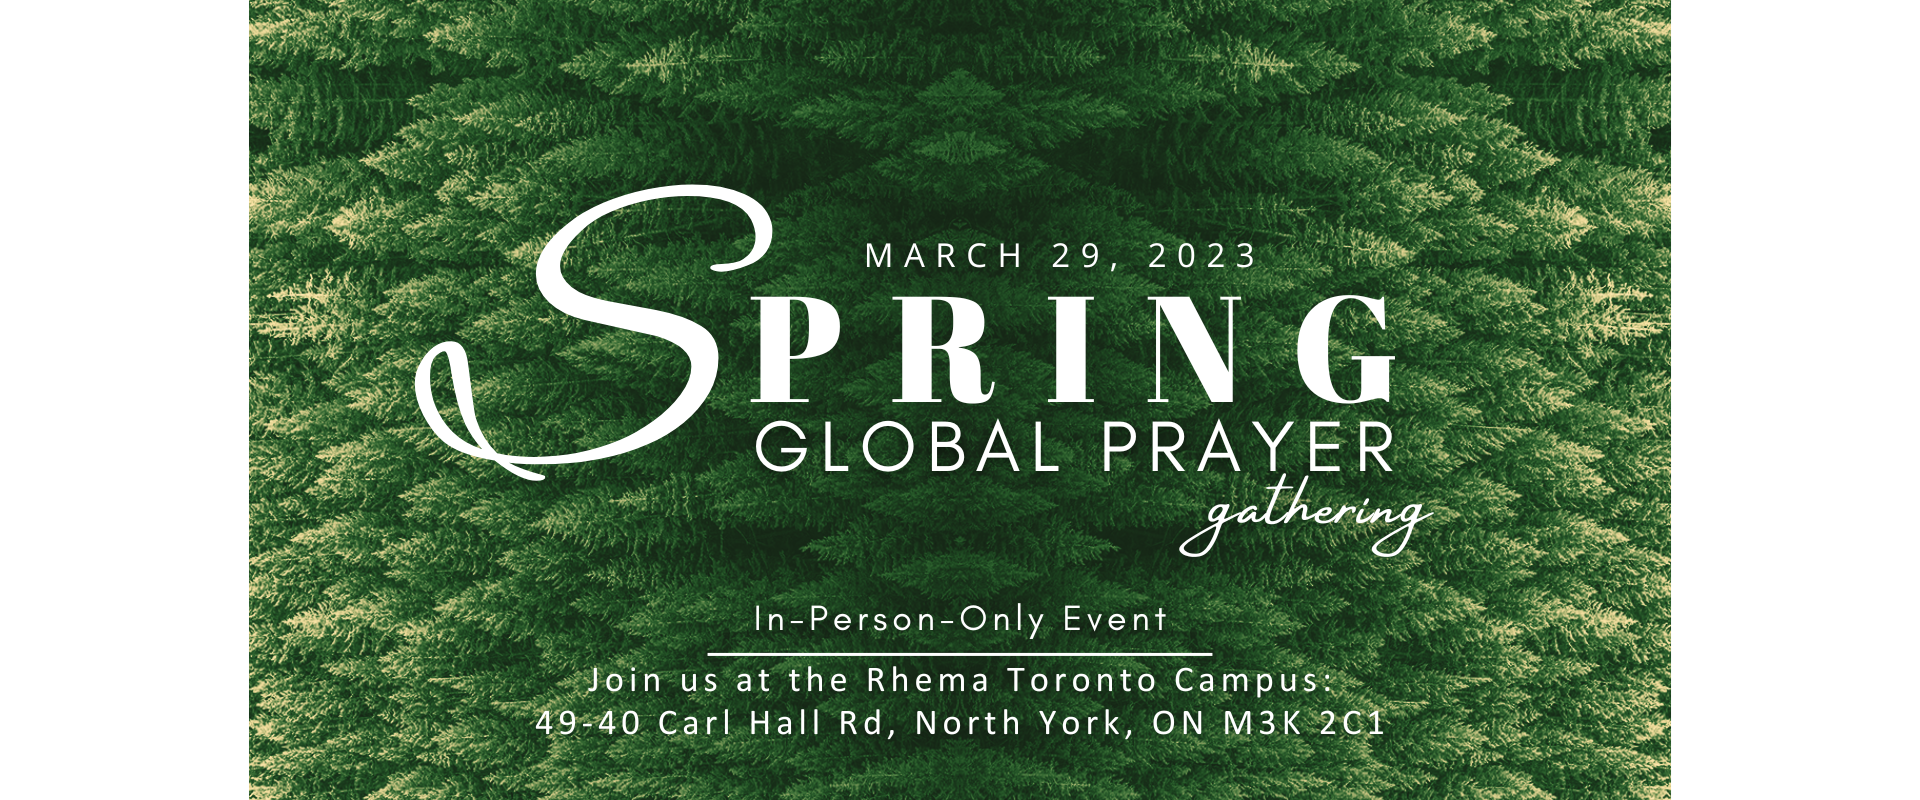 MARCH 29, 2023
SPRING
GLOBAL PRAYER
gathering
In-Person-Only Event
Join us at the Rhema Toronto Campus:
49-40 Carl Hall Rd, North York, ON M3K 2C1